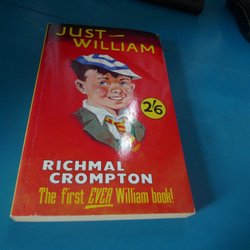 JUST—
WILLIAM
2/6
RICHMAL
CROMPTON
The first EVER William book!